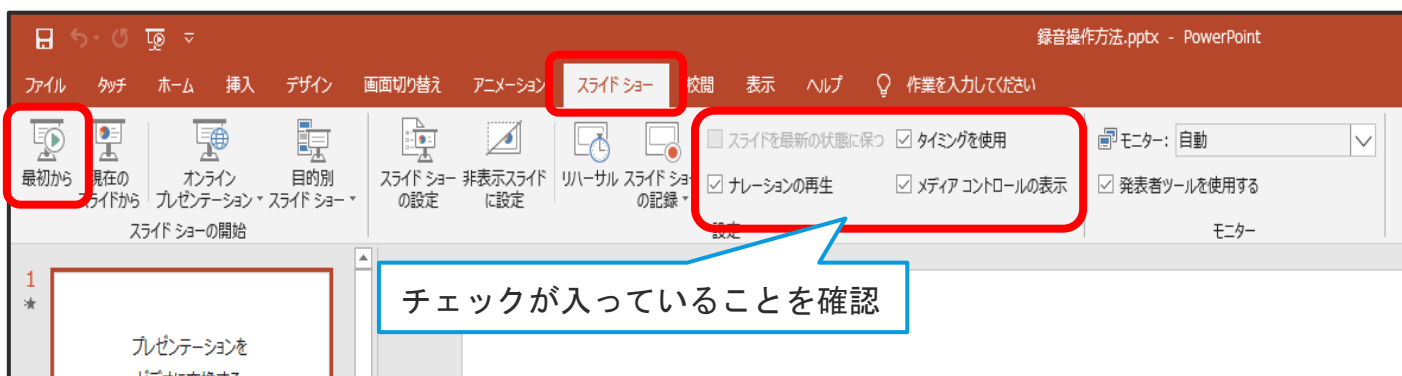 録音操作方法.pptx - PowerPoint
ファイル タッチ ホーム 挿入 デザイン 画面切り替え アニメーション スライド ショー 校閲 表示 ヘルプ 作業を入力してください
最初から
現在の
スライドから
オンライン
プレゼンテーション
目的別
スライド ショー
スライド ショーの開始
スライド ショー
の設定
非表示スライド
に設定
リハーサル
スライド ショー
の記録
スライドを最新の状態に保つ
タイミングを使用
ナレーションの再生
メディア コントロールの表示
設定
モニター: 自動
発表者ツールを使用する
モニター
チェックが入っていることを確認
1
プレゼンテーションを
ビデオに変換する